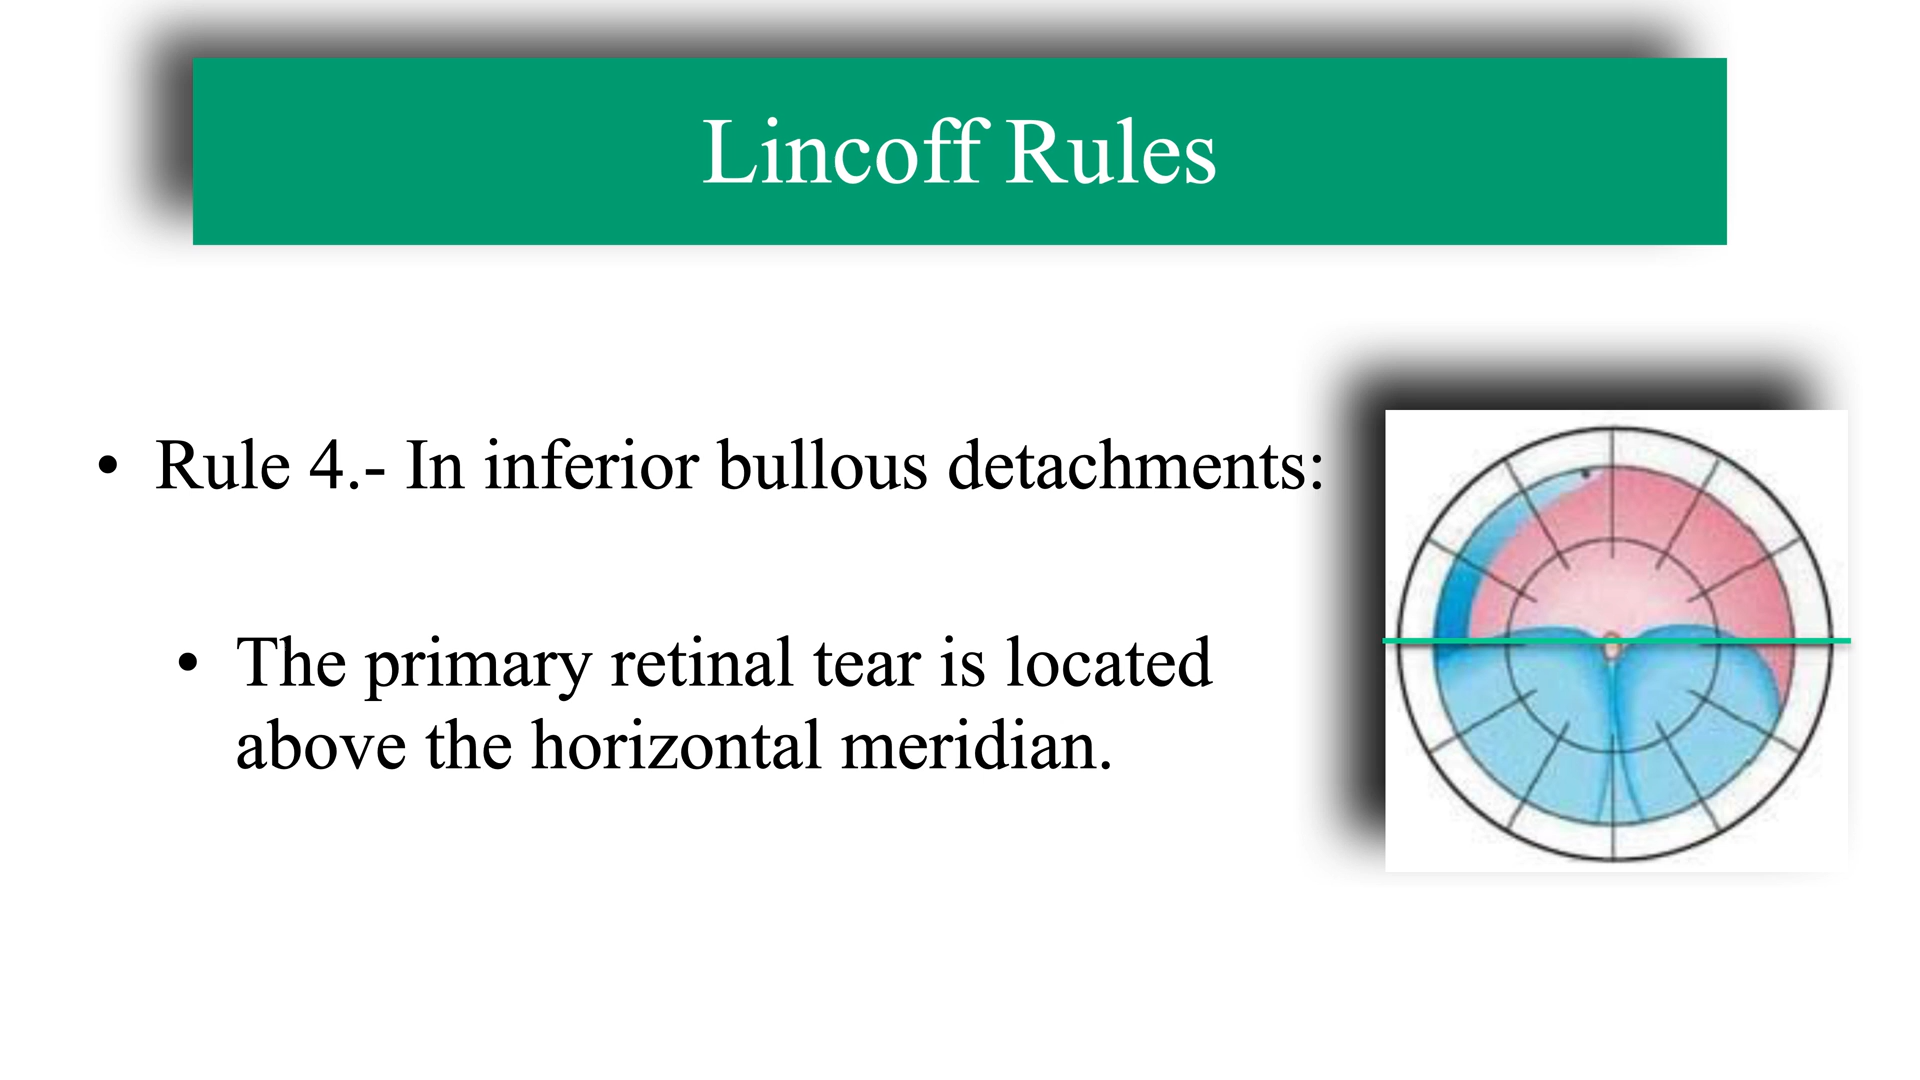 Lincoff Rules
• Rule 4.- In inferior bullous detachments:
• The primary retinal tear is located
above the horizontal meridian.